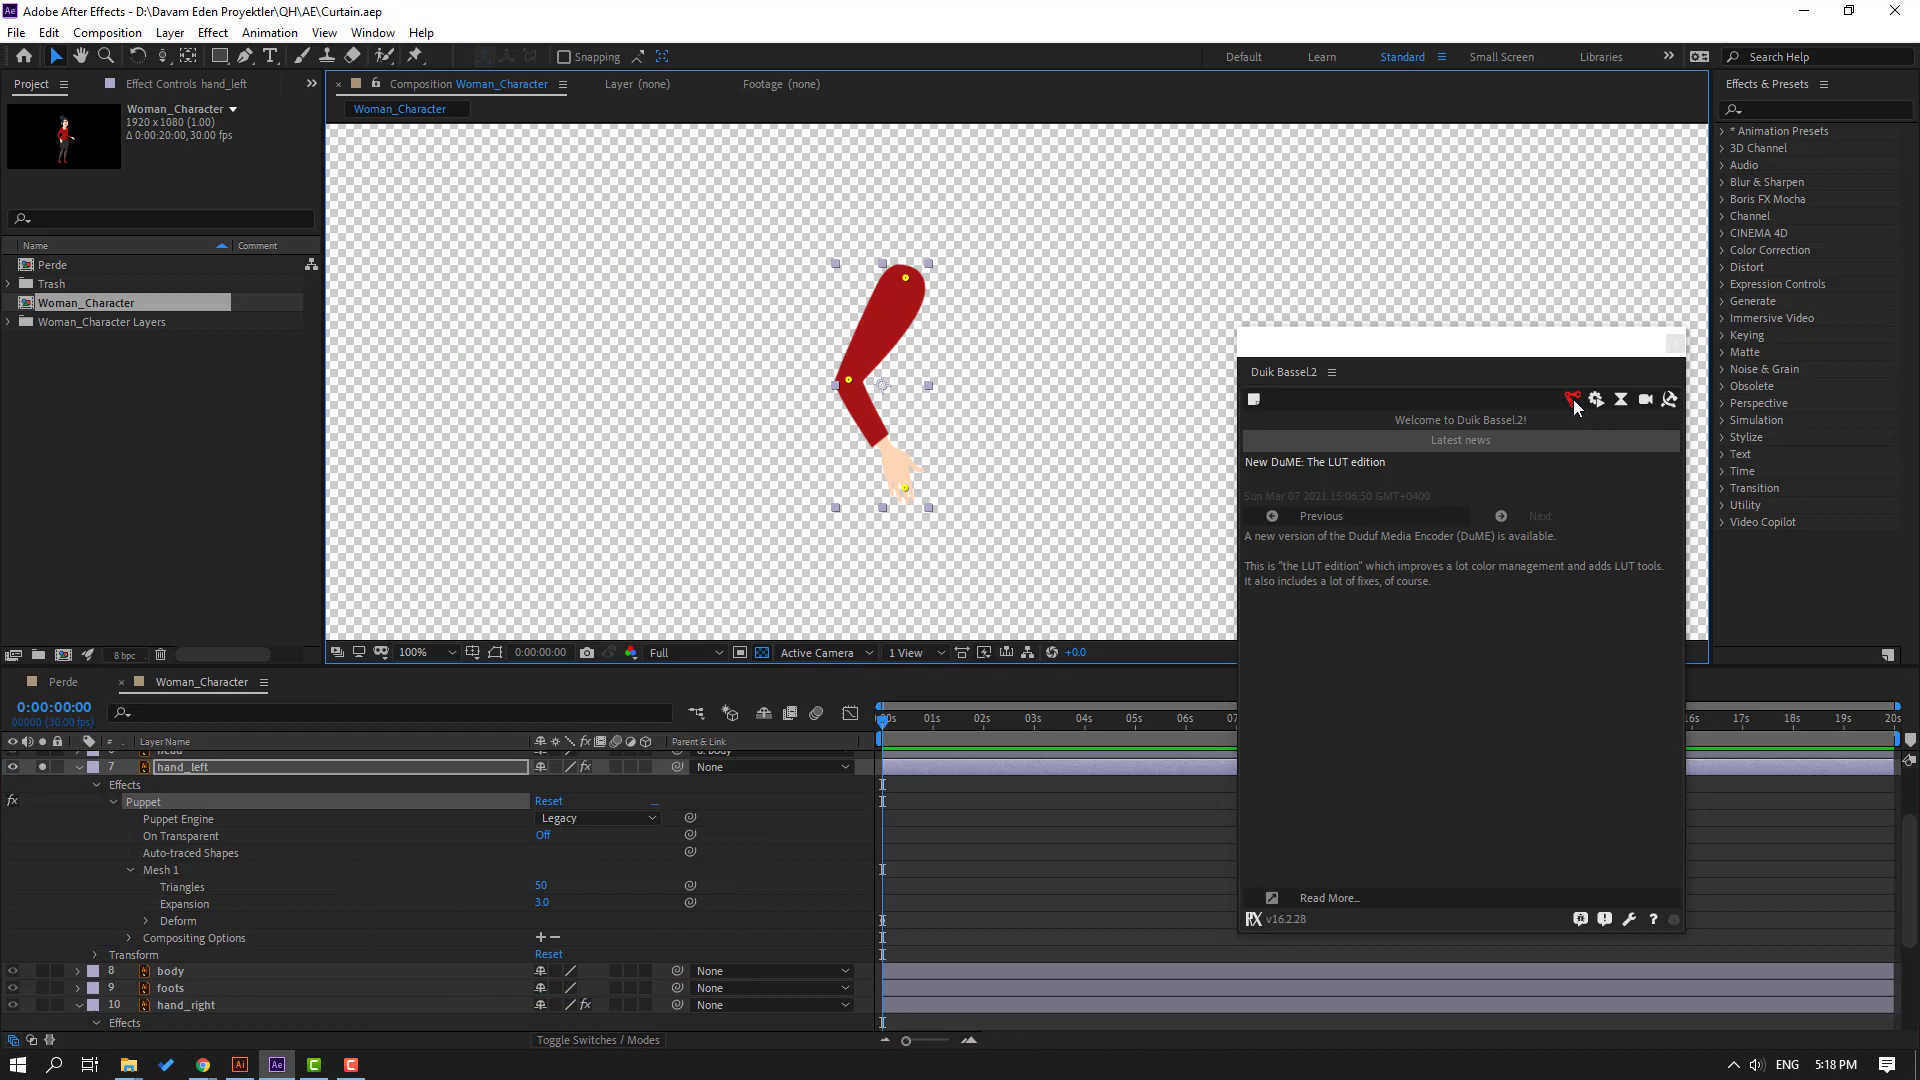 Ae Adobe After Effects - D:\Davam Eden Proyektler\QH\AE\Curtain.aep
File Edit Composition Layer Effect Animation View Window Help
Snapping Default Learn Standard Small Screen Libraries Search Help
Project Effect Controls hand_left
Composition Woman_Character Layer (none) Footage (none)
Effects & Presets
Woman_Character
1920 x 1080 (1.00)
Δ 0:00:20:00, 30.00 fps
Woman_Character
Name Comment
Perde
Trash
Woman_Character
Woman_Character Layers
* Animation Presets
3D Channel
Audio
Blur & Sharpen
Boris FX Mocha
Channel
CINEMA 4D
Color Correction
Distort
Expression Controls
Generate
Immersive Video
Keying
Matte
Noise & Grain
Obsolete
Perspective
Simulation
Stylize
Text
Time
Transition
Utility
Video Copilot
Duik Bassel.2
Welcome to Duik Bassel.2!
Latest news
New DuME: The LUT edition
Sun Mar 07 2021 15:06:50 GMT+0400
Previous Next
A new version of the Duduf Media Encoder (DuME) is available.
This is "the LUT edition" which improves a lot color management and adds LUT tools.
It also includes a lot of fixes, of course.
Read More...
v16.2.28
8 bpc
100% 0:00:00:00 Full Active Camera 1 View +0.0
Perde Woman_Character
0:00:00:00
00000 (30.00 fps)
00s 01s 02s 03s 04s 05s 06s 16s 17s 18s 19s 20s
# Layer Name Parent & Link
7 hand_left None
Effects
fx Puppet Reset
Puppet Engine Legacy
On Transparent Off
Auto-traced Shapes
Mesh 1
Triangles 50
Expansion 3.0
Deform
Compositing Options + −
Transform Reset
8 body None
9 foots None
10 hand_right None
Effects
Toggle Switches / Modes
Ai Ae C C ENG 5:18 PM